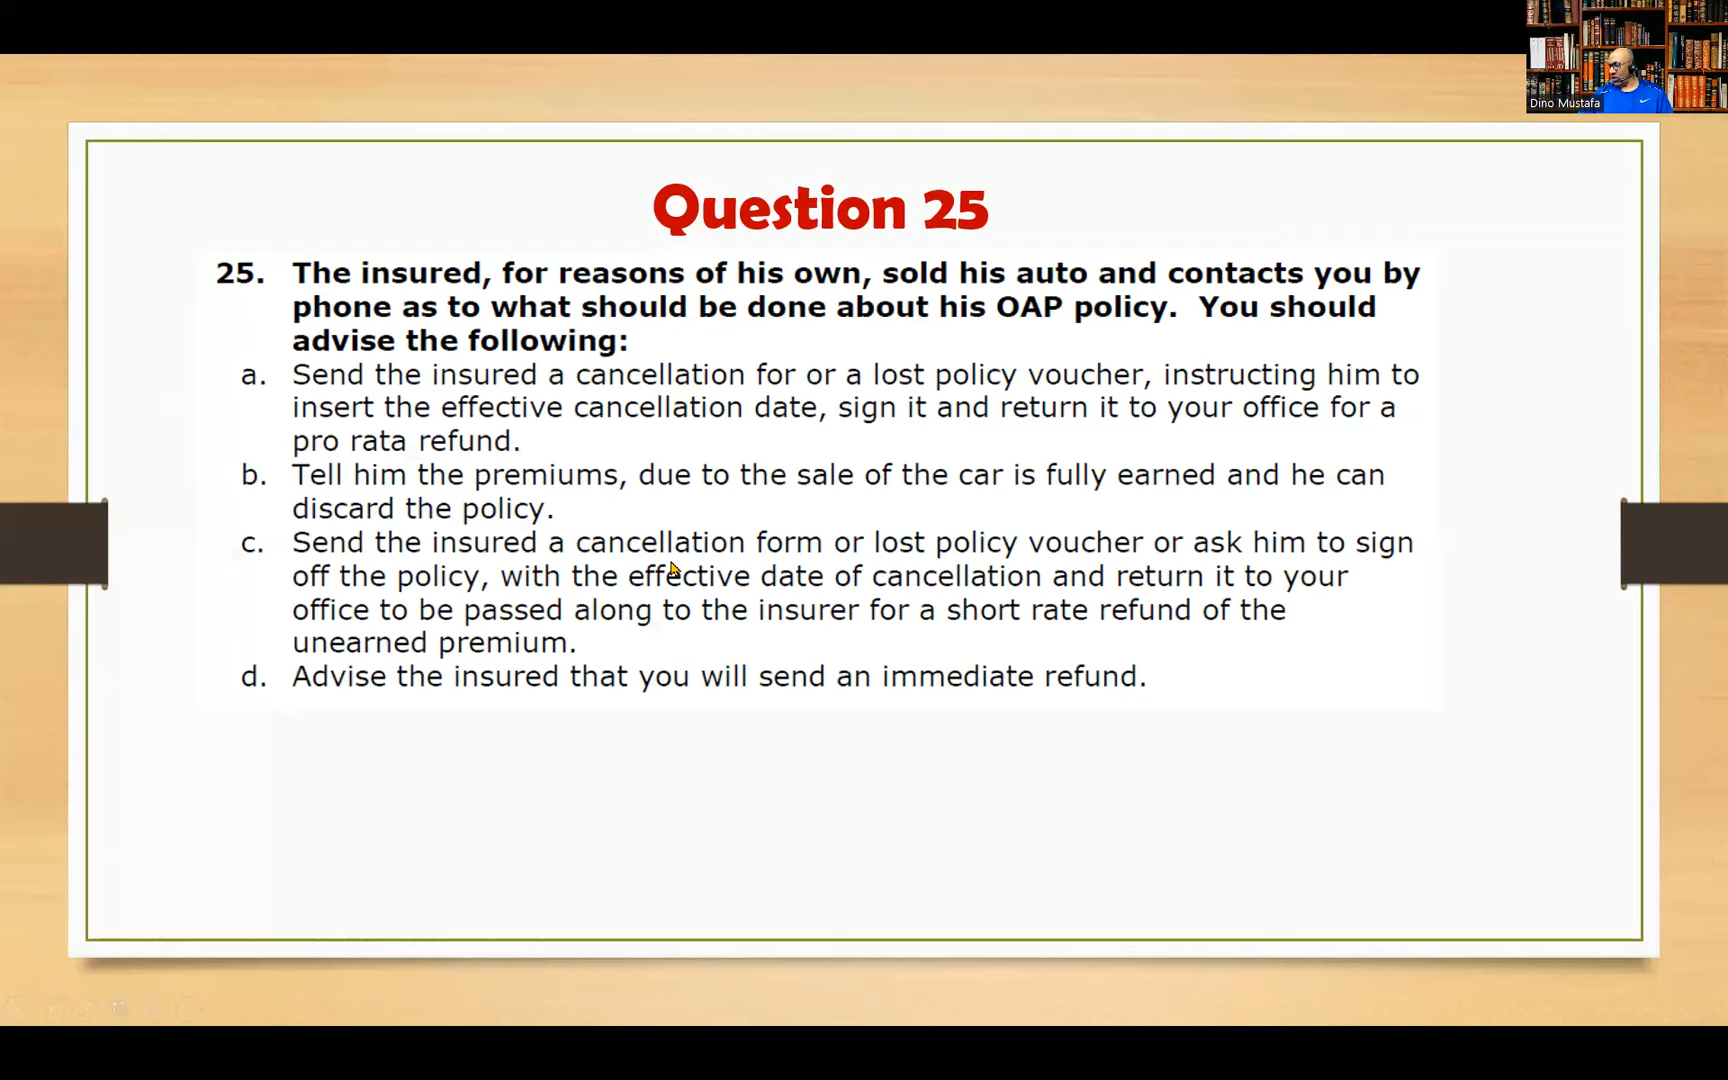 Dino Mustafa
Question 25
25. The insured, for reasons of his own, sold his auto and contacts you by
phone as to what should be done about his OAP policy. You should
advise the following:
a. Send the insured a cancellation for or a lost policy voucher, instructing him to
insert the effective cancellation date, sign it and return it to your office for a
pro rata refund.
b. Tell him the premiums, due to the sale of the car is fully earned and he can
discard the policy.
c. Send the insured a cancellation form or lost policy voucher or ask him to sign
off the policy, with the effective date of cancellation and return it to your
office to be passed along to the insurer for a short rate refund of the
unearned premium.
d. Advise the insured that you will send an immediate refund.